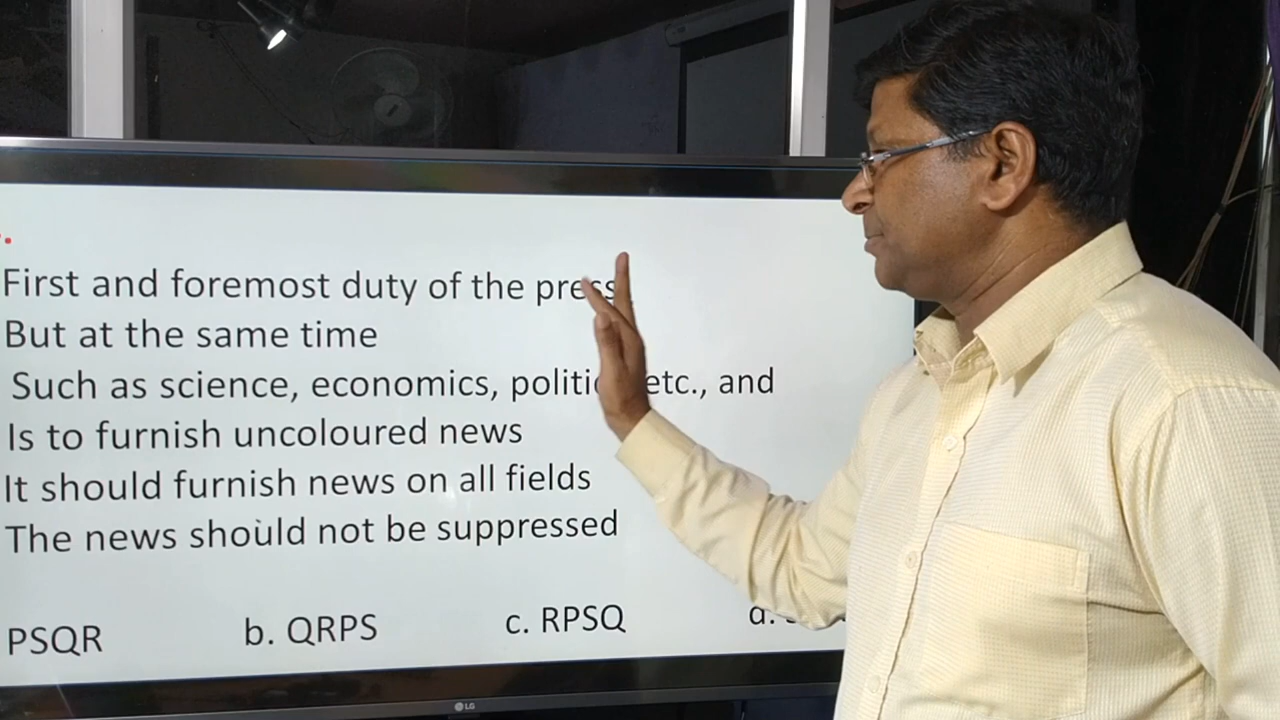 First and foremost duty of the press
But at the same time
Such as science, economics, etc., and
Is to furnish uncoloured news
It should furnish news on all fields
The news should not be suppressed
PSQR b. QRPS c. RPSQ d.
LG